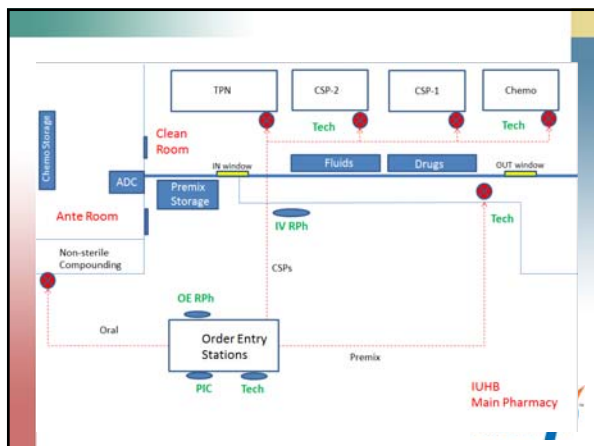 TPN
CSP-2
CSP-1
Chemo
Tech
Tech
Chemo Storage
Clean
Room
IN window
Fluids
Drugs
OUT window
ADC
Premix
Storage
Ante Room
IV RPh
Tech
Non-sterile
Compounding
CSPs
OE RPh
Oral
Order Entry
Stations
Premix
PIC
Tech
IUHB
Main Pharmacy
TM